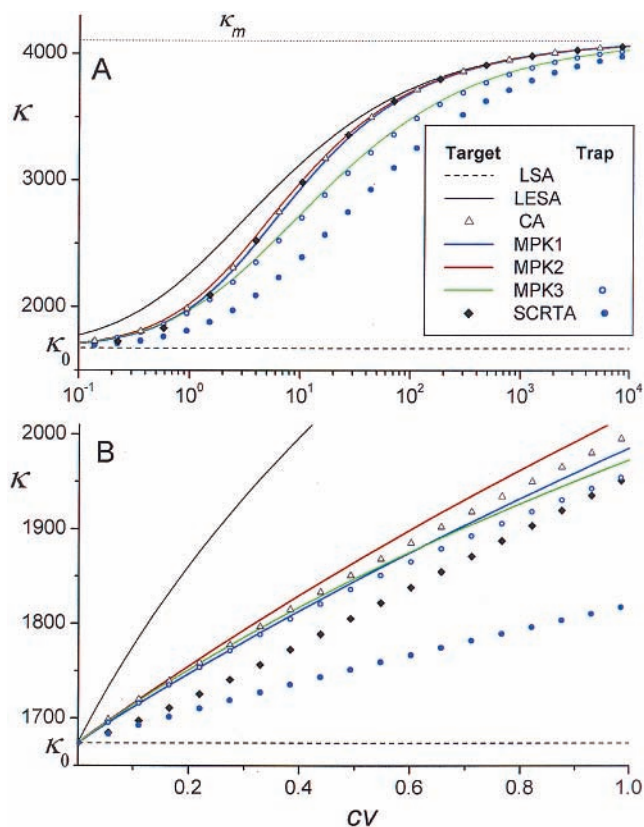 κm
A
4000
κ
3000
2000
κ0
Target Trap
LSA
LESA
CA
MPK1
MPK2
MPK3
SCRTA
10-1 100 101 102 103 104
2000
B
κ
1900
1800
1700
κ0
0.2 0.4 0.6 0.8 1.0
cv